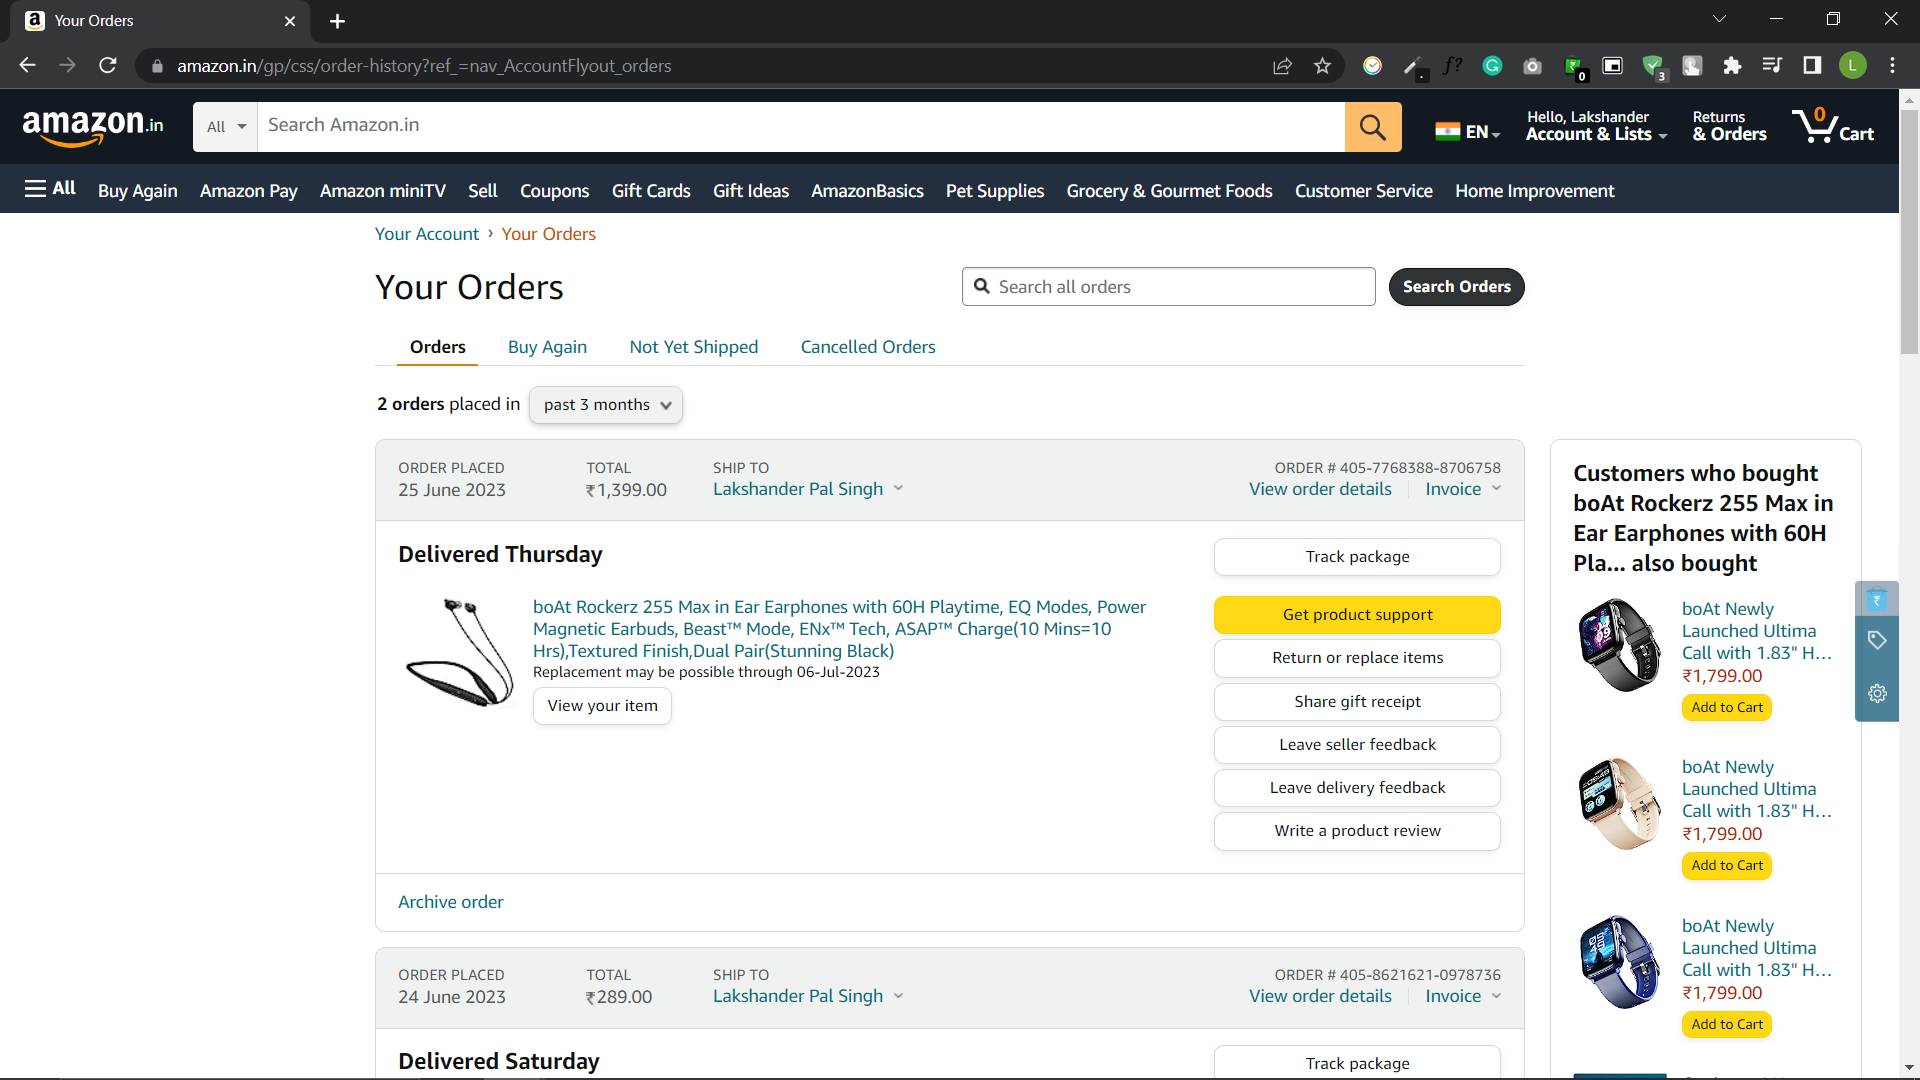 Your Orders
amazon.in/gp/css/order-history?ref_=nav_AccountFlyout_orders
f?
0
3
L
amazon.in
All
Search Amazon.in
EN
Hello, Lakshander
Account & Lists
Returns
& Orders
0
Cart
All
Buy Again
Amazon Pay
Amazon miniTV
Sell
Coupons
Gift Cards
Gift Ideas
AmazonBasics
Pet Supplies
Grocery & Gourmet Foods
Customer Service
Home Improvement
Your Account › Your Orders
Your Orders
Search all orders
Search Orders
Orders
Buy Again
Not Yet Shipped
Cancelled Orders
2 orders placed in
past 3 months
ORDER PLACED
25 June 2023
TOTAL
₹1,399.00
SHIP TO
Lakshander Pal Singh
ORDER # 405-7768388-8706758
View order details
Invoice
Delivered Thursday
boAt Rockerz 255 Max in Ear Earphones with 60H Playtime, EQ Modes, Power
Magnetic Earbuds, Beast™ Mode, ENx™ Tech, ASAP™ Charge(10 Mins=10
Hrs),Textured Finish,Dual Pair(Stunning Black)
Replacement may be possible through 06-Jul-2023
View your item
Track package
Get product support
Return or replace items
Share gift receipt
Leave seller feedback
Leave delivery feedback
Write a product review
Archive order
ORDER PLACED
24 June 2023
TOTAL
₹289.00
SHIP TO
Lakshander Pal Singh
ORDER # 405-8621621-0978736
View order details
Invoice
Delivered Saturday
Track package
Customers who bought
boAt Rockerz 255 Max in
Ear Earphones with 60H
Pla... also bought
boAt Newly
Launched Ultima
Call with 1.83" H...
₹1,799.00
Add to Cart
boAt Newly
Launched Ultima
Call with 1.83" H...
₹1,799.00
Add to Cart
boAt Newly
Launched Ultima
Call with 1.83" H...
₹1,799.00
Add to Cart